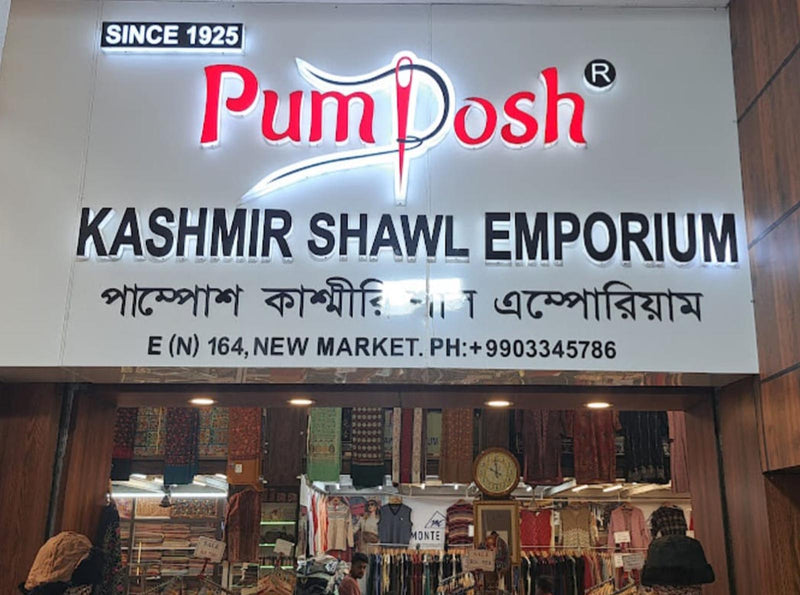 SINCE 1925
PumPosh ®
KASHMIR SHAWL EMPORIUM
পাম্পোশ কাশ্মীরি শাল এম্পোরিয়াম
E (N) 164, NEW MARKET. PH:+9903345786
MONTE